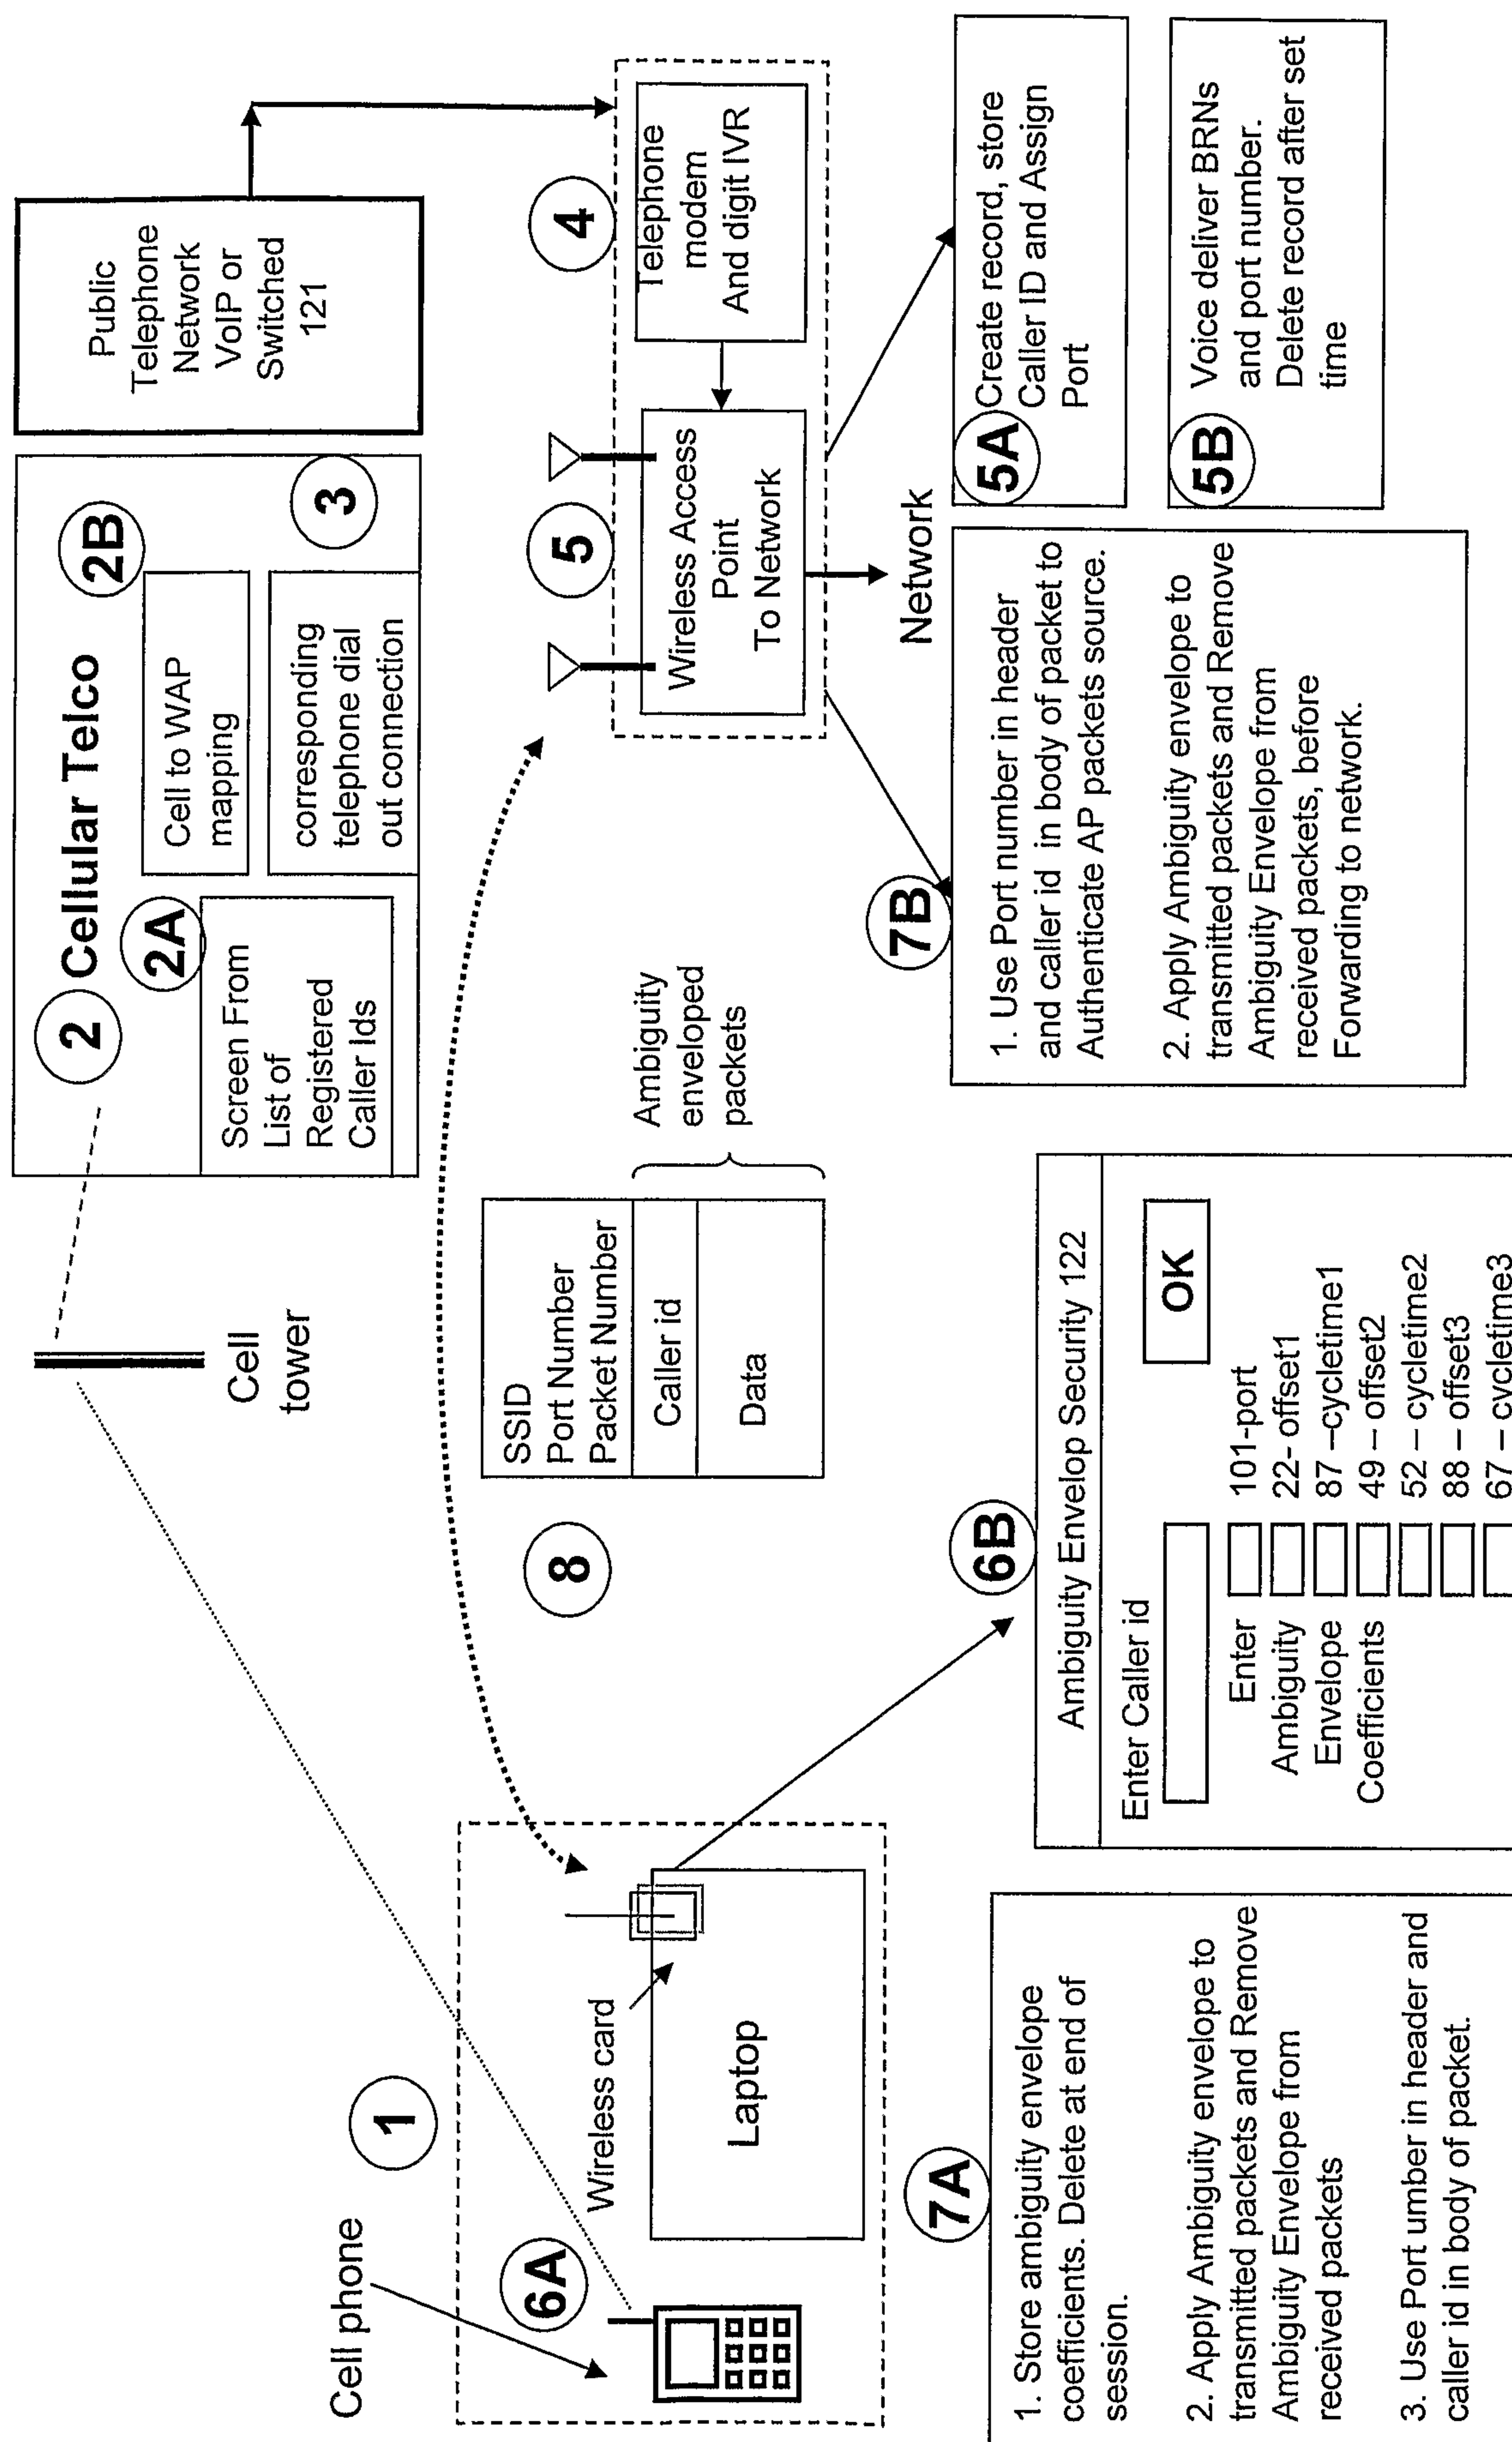 Cell phone
1
6A
Wireless card
Laptop
Cell
tower
2
Cellular Telco
2A
Screen From
List of
Registered
Caller Ids
2B
Cell to WAP
mapping
3
corresponding
telephone dial
out connection
Public
Telephone
Network
VoIP or
Switched
121
4
Telephone
modem
And digit IVR
5
Wireless Access
Point
To Network
Network
8
SSID
Port Number
Packet Number
Caller id
Data
Ambiguity
enveloped
packets
5A
Create record, store
Caller ID and Assign
Port
5B
Voice deliver BRNs
and port number.
Delete record after set
time
7A
1. Store ambiguity envelope
coefficients. Delete at end of
session.
2. Apply Ambiguity envelope to
transmitted packets and Remove
Ambiguity Envelope from
received packets
3. Use Port umber in header and
caller id in body of packet.
6B
Ambiguity Envelop Security 122
Enter Caller id
OK
Enter
Ambiguity
Envelope
Coefficients
101-port
22- offset1
87 –cycletime1
49 – offset2
52 – cycletime2
88 – offset3
67 – cycletime3
7B
1. Use Port number in header
and caller id in body of packet to
Authenticate AP packets source.
2. Apply Ambiguity envelope to
transmitted packets and Remove
Ambiguity Envelope from
received packets, before
Forwarding to network.